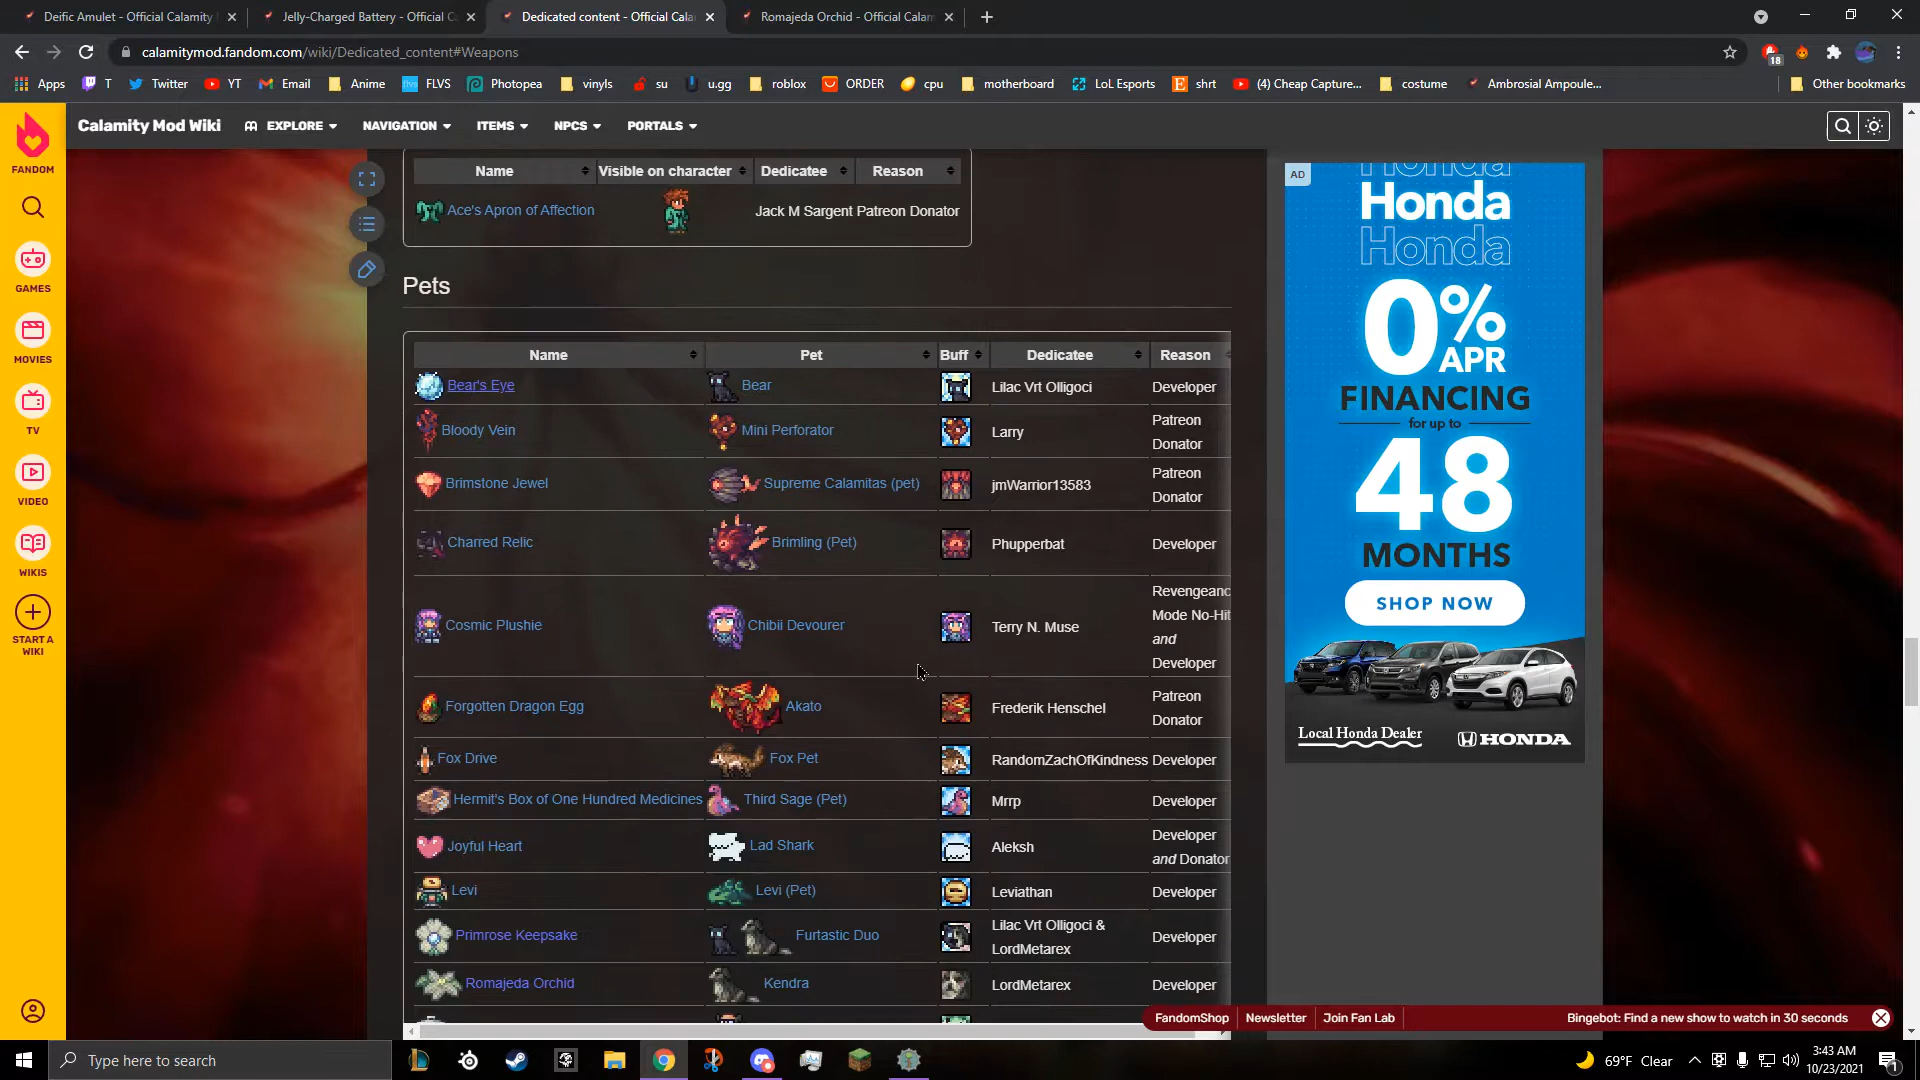 Deific Amulet - Official Calamity
Jelly-Charged Battery - Official C
Dedicated content - Official Cala
Romajeda Orchid - Official Calam
calamitymod.fandom.com/wiki/Dedicated_content#Weapons
18
Apps
T
Twitter
YT
Email
Anime
FLVS
Photopea
vinyls
su
u.gg
roblox
ORDER
cpu
motherboard
LoL Esports
shrt
(4) Cheap Capture...
costume
Ambrosial Ampoule...
Other bookmarks
FANDOM
GAMES
MOVIES
TV
VIDEO
WIKIS
START A
WIKI
Calamity Mod Wiki
EXPLORE
NAVIGATION
ITEMS
NPCS
PORTALS
Name Visible on character Dedicatee Reason
Ace's Apron of Affection Jack M Sargent Patreon Donator
Pets
Name Pet Buff Dedicatee Reason
Bear's Eye Bear Lilac Vrt Olligoci Developer
Bloody Vein Mini Perforator Larry Patreon
Donator
Brimstone Jewel Supreme Calamitas (pet) jmWarrior13583 Patreon
Donator
Charred Relic Brimling (Pet) Phupperbat Developer
Cosmic Plushie Chibii Devourer Terry N. Muse Revengeanc
Mode No-Hit
and
Developer
Forgotten Dragon Egg Akato Frederik Henschel Patreon
Donator
Fox Drive Fox Pet RandomZachOfKindness Developer
Hermit's Box of One Hundred Medicines Third Sage (Pet) Mrrp Developer
Joyful Heart Lad Shark Aleksh Developer
and Donator
Levi Levi (Pet) Leviathan Developer
Primrose Keepsake Furtastic Duo Lilac Vrt Olligoci &
LordMetarex Developer
Romajeda Orchid Kendra LordMetarex Developer
AD
Honda
Honda
Honda
0%
APR
FINANCING
for up to
48
MONTHS
SHOP NOW
Local Honda Dealer
HONDA
FandomShop
Newsletter
Join Fan Lab
Bingebot: Find a new show to watch in 30 seconds
Type here to search
69°F Clear
3:43 AM
10/23/2021
1